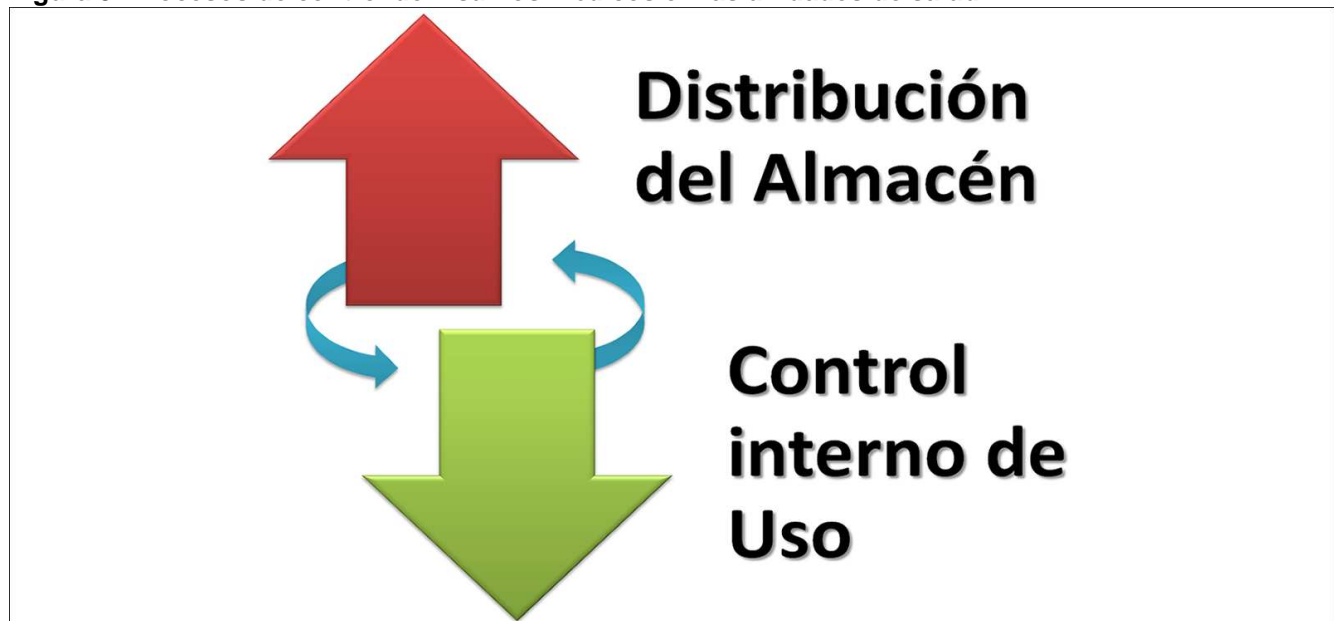 Distribución
del Almacén
Control
interno de
Uso